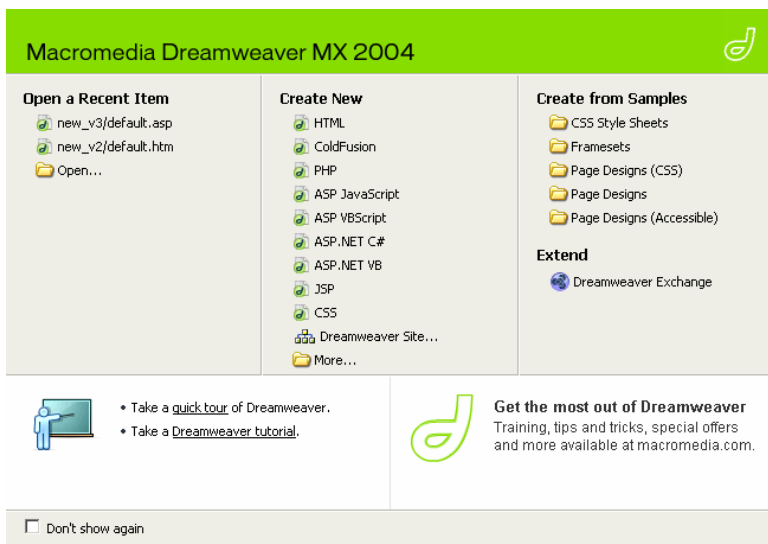 Macromedia Dreamweaver MX 2004
Open a Recent Item
new_v3/default.asp
new_v2/default.htm
Open...
Create New
HTML
ColdFusion
PHP
ASP JavaScript
ASP VBScript
ASP.NET C#
ASP.NET VB
JSP
CSS
Dreamweaver Site...
More...
Create from Samples
CSS Style Sheets
Framesets
Page Designs (CSS)
Page Designs
Page Designs (Accessible)
Extend
Dreamweaver Exchange
• Take a quick tour of Dreamweaver.
• Take a Dreamweaver tutorial.
Get the most out of Dreamweaver
Training, tips and tricks, special offers
and more available at macromedia.com.
Don't show again